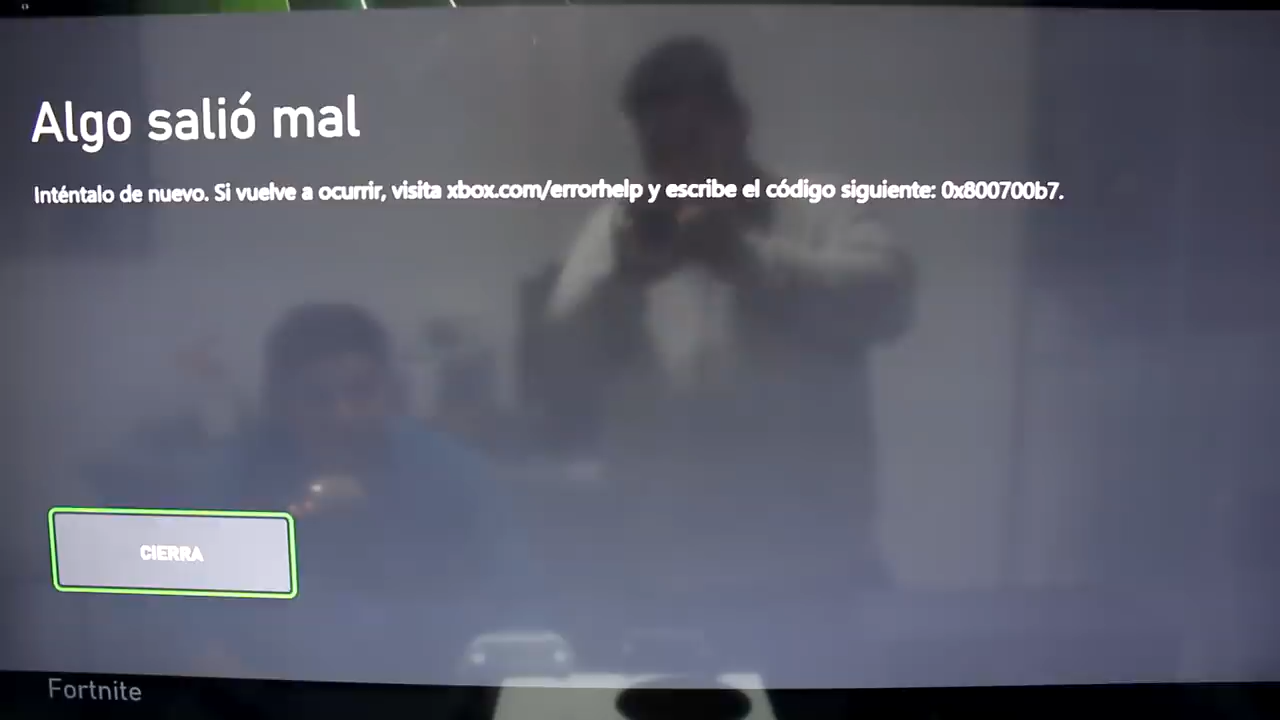 Algo salió mal
Inténtalo de nuevo. Si vuelve a ocurrir, visita xbox.com/errorhelp y escribe el código siguiente: 0x800700b7.
CIERRA
Fortnite